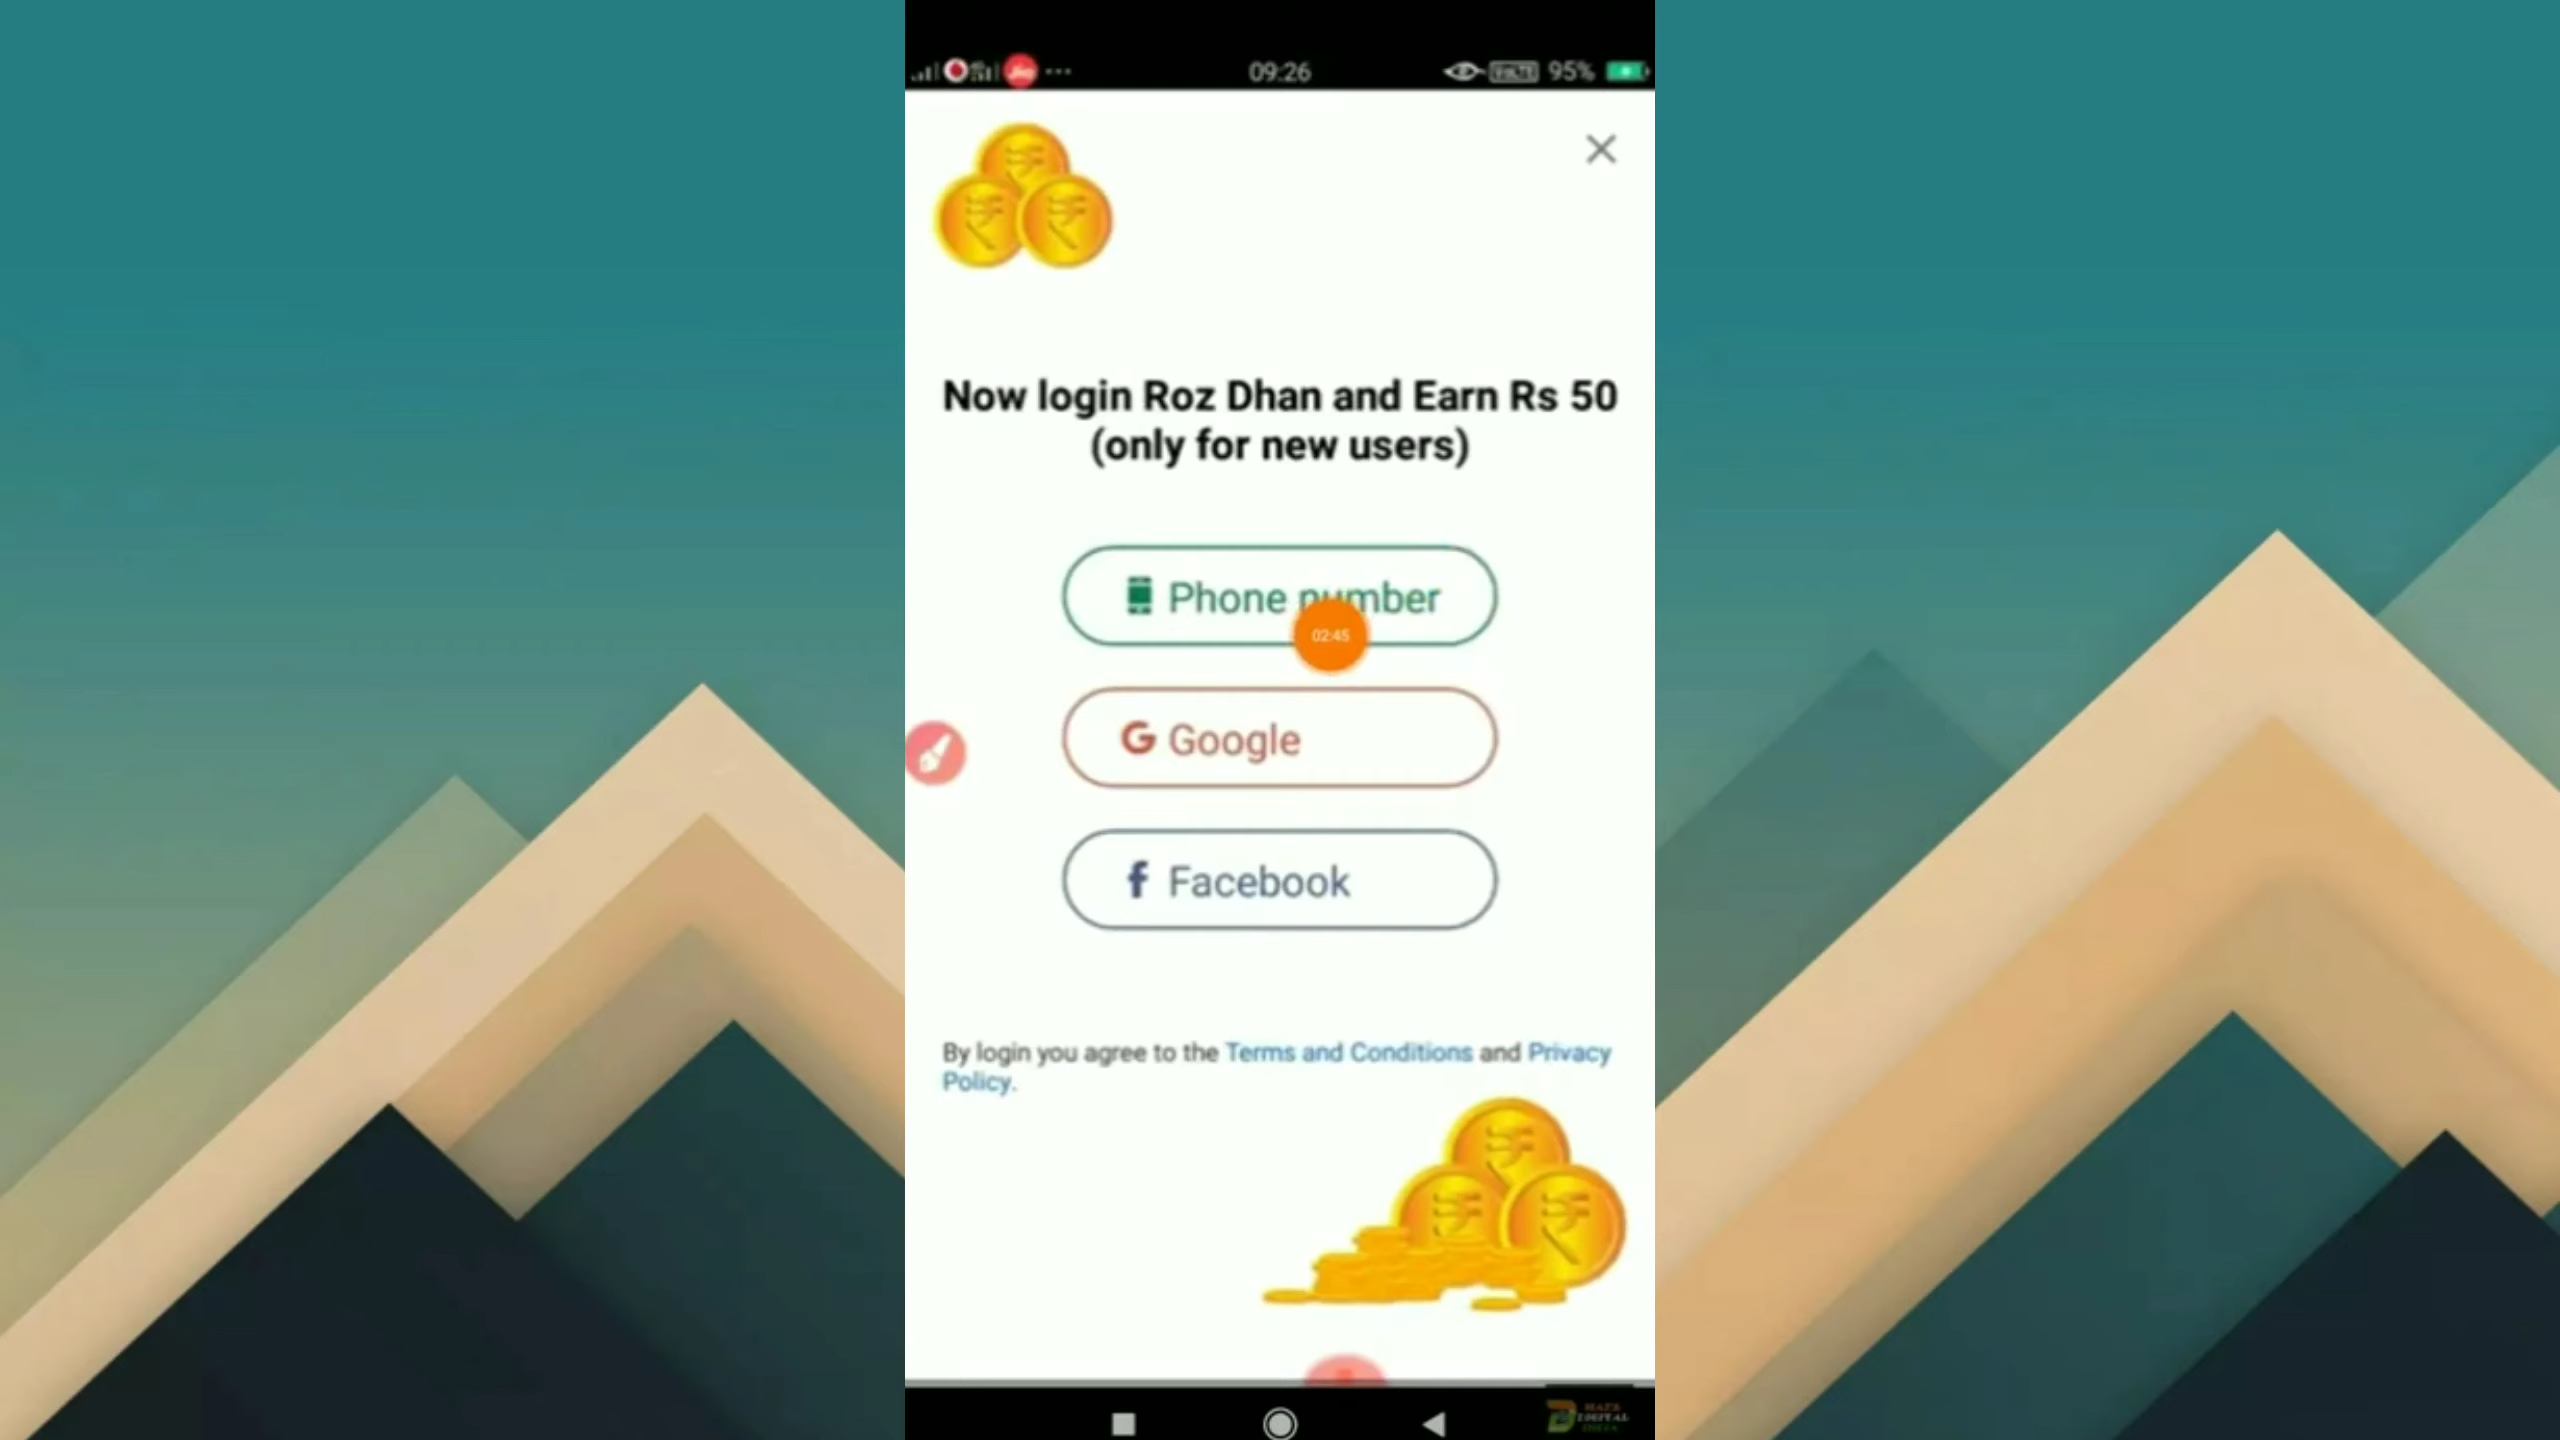 09:26
95%
Now login Roz Dhan and Earn Rs 50
(only for new users)
Phone number
02:45
Google
Facebook
By login you agree to the Terms and Conditions and Privacy
Policy.
DIGITAL